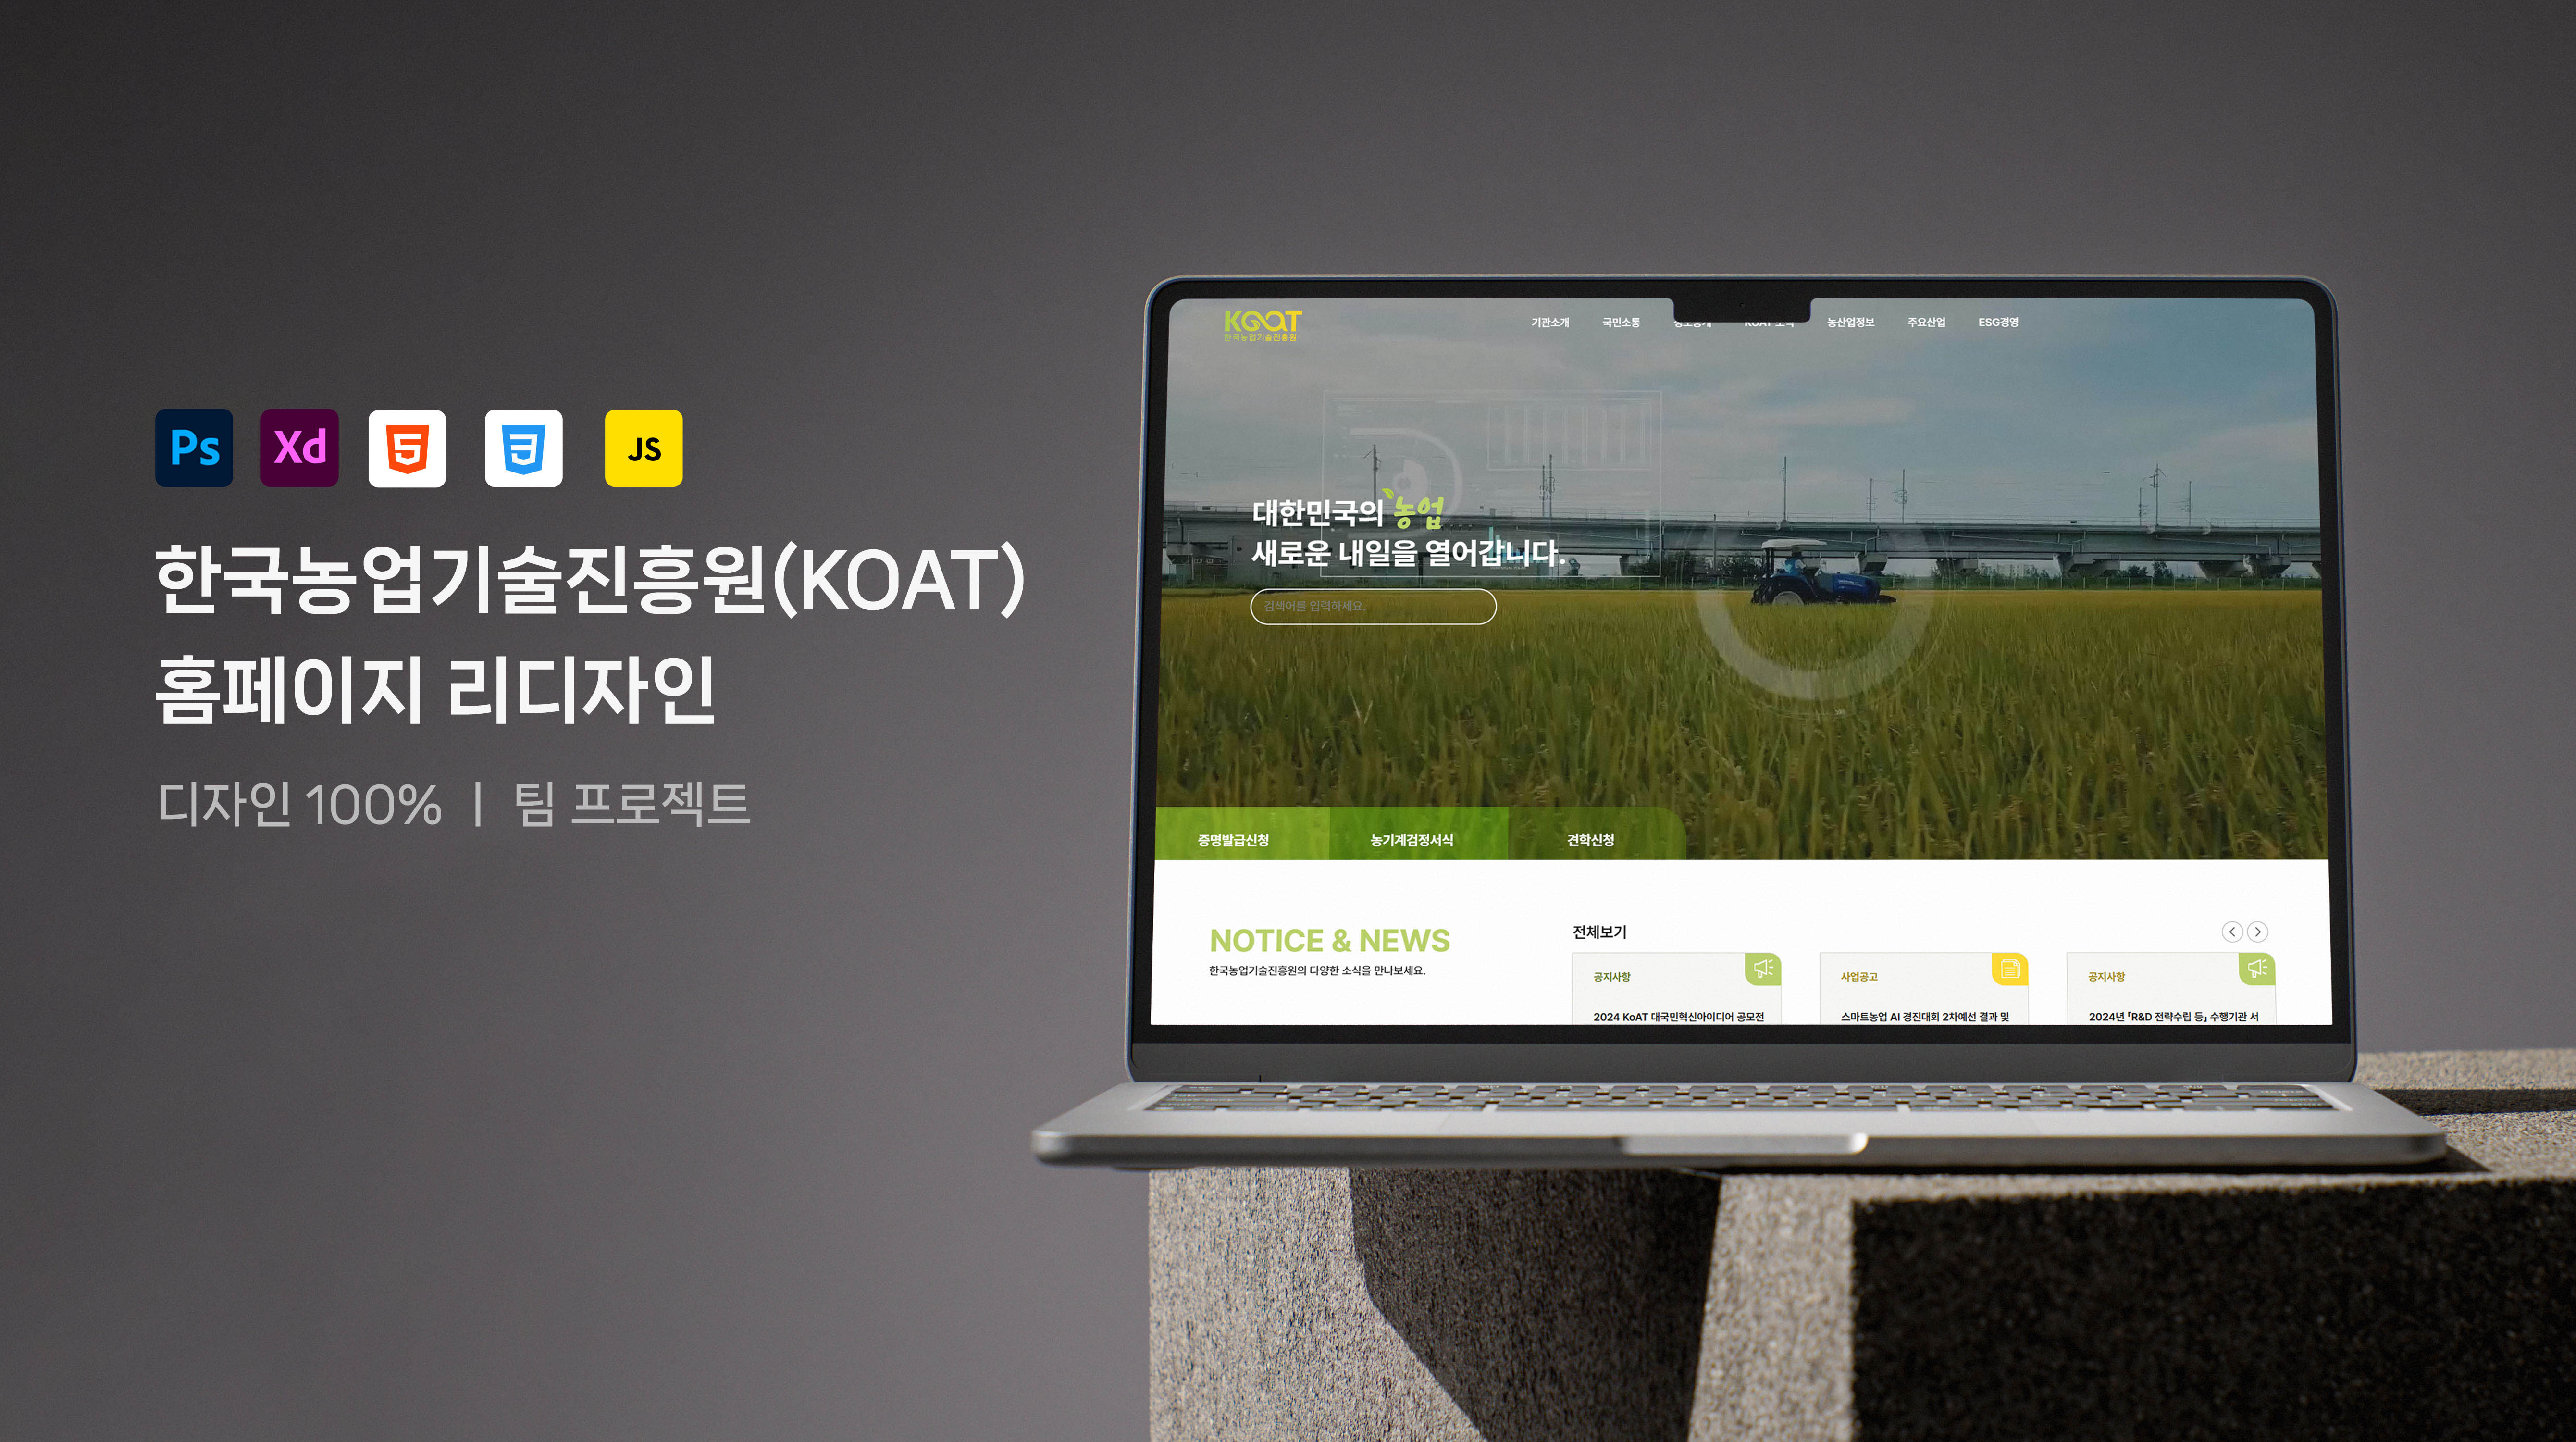 Ps Xd 5 3 JS
한국농업기술진흥원(KOAT)
홈페이지 리디자인
디자인 100% | 팀 프로젝트
KOAT
한국농업기술진흥원
기관소개 국민소통 농산업정보 주요산업 ESG경영
대한민국의 농업
새로운 내일을 열어갑니다.
검색어를 입력하세요.
증명발급신청 농기계검정서식 견학신청
NOTICE & NEWS
한국농업기술진흥원의 다양한 소식을 만나보세요.
전체보기
공지사항
2024 KoAT 대국민혁신아이디어 공모전
사업공고
스마트농업 AI 경진대회 2차예선 결과 및
공지사항
2024년 「R&D 전략수립 등」 수행기관 서